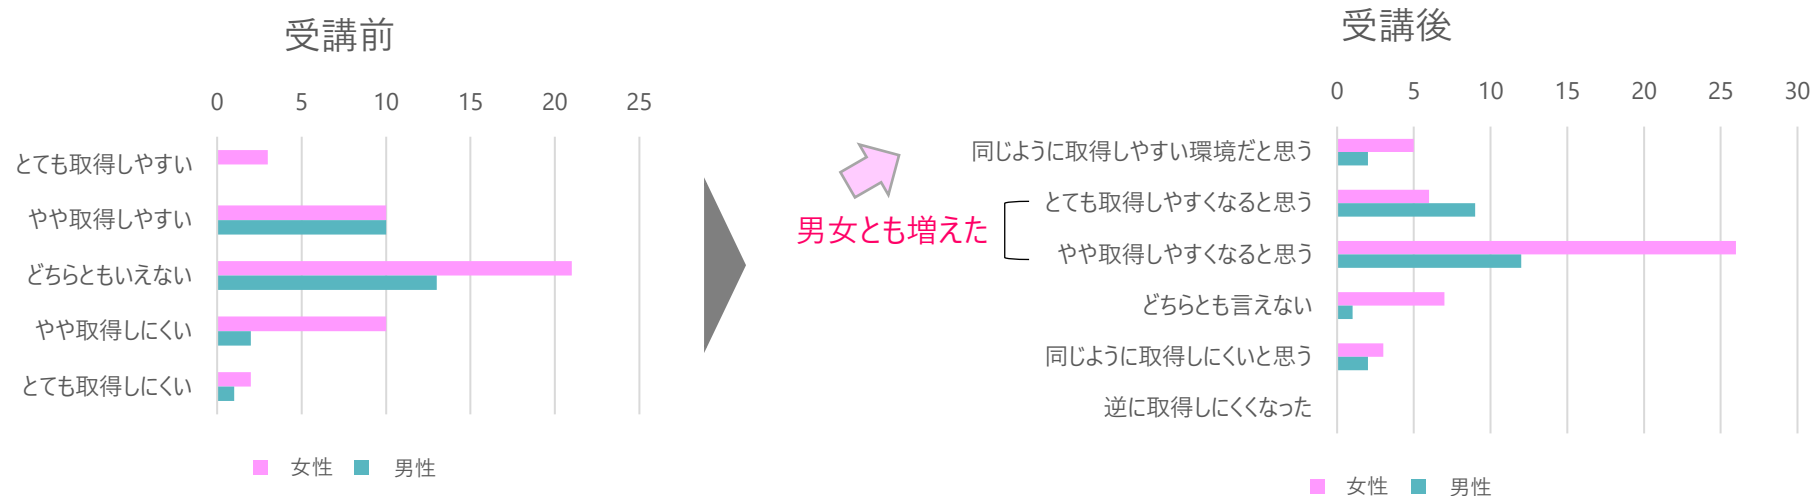 受講前
0 5 10 15 20 25
とても取得しやすい
やや取得しやすい
どちらともいえない
やや取得しにくい
とても取得しにくい
女性 男性
男女とも増えた
受講後
0 5 10 15 20 25 30
同じように取得しやすい環境だと思う
とても取得しやすくなると思う
やや取得しやすくなると思う
どちらとも言えない
同じように取得しにくいと思う
逆に取得しにくくなった
女性 男性